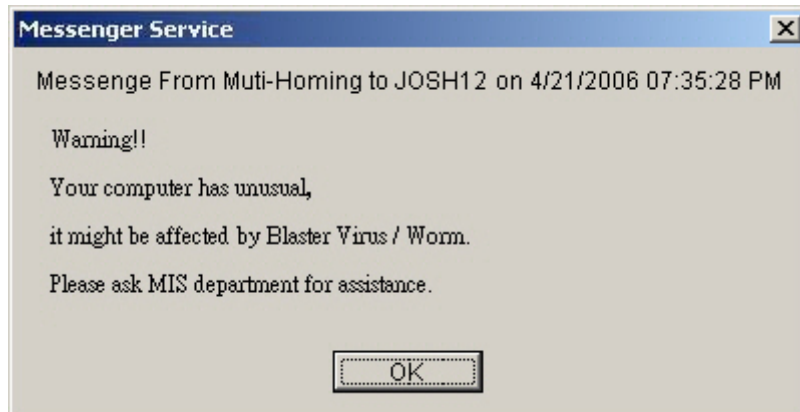 Messenger Service
Messenge From Muti-Homing to JOSH12 on 4/21/2006 07:35:28 PM
Warning!!
Your computer has unusual,
it might be affected by Blaster Virus / Worm.
Please ask MIS department for assistance.
OK